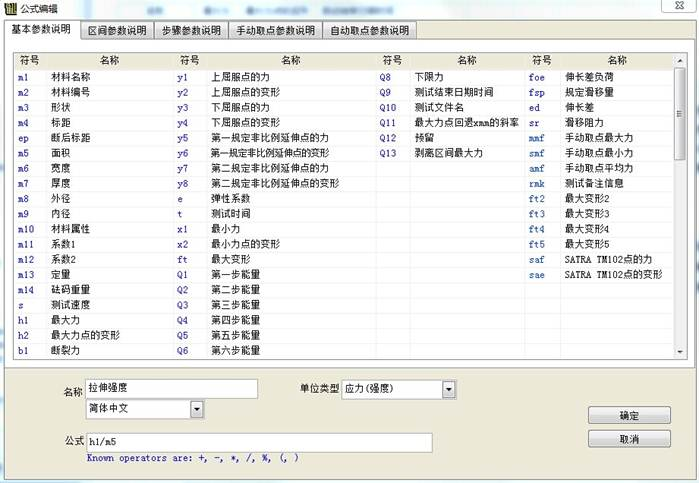 公式编辑
基本参数说明 区间参数说明 步骤参数说明 手动取点参数说明 自动取点参数说明
符号 名称 符号 名称 符号 名称 符号 名称
m1 材料名称 y1 上屈服点的力 Q8 下限力 foe 伸长差负荷
m2 材料编号 y2 上屈服点的变形 Q9 测试结束日期时间 fsp 规定滑移量
m3 形状 y3 下屈服点的力 Q10 测试文件名 ed 伸长差
m4 标距 y4 下屈服点的变形 Q11 最大力点回退xmm的斜率 sr 滑移阻力
ep 断后标距 y5 第一规定非比例延伸点的力 Q12 预留 mmf 手动取点最大力
m5 面积 y6 第一规定非比例延伸点的变形 Q13 剥离区间最大力 smf 手动取点最小力
m6 宽度 y7 第二规定非比例延伸点的力 amf 手动取点平均力
m7 厚度 y8 第二规定非比例延伸点的变形 rmk 测试备注信息
m8 外径 e 弹性系数 ft2 最大变形2
m9 内径 t 测试时间 ft3 最大变形3
m10 材料属性 x1 最小力 ft4 最大变形4
m11 系数1 x2 最小力点的变形 ft5 最大变形5
m12 系数2 ft 最大变形 saf SATRA TM102点的力
m13 定量 Q1 第一步能量 sae SATRA TM102点的变形
m14 砝码重量 Q2 第二步能量
s 测试速度 Q3 第三步能量
h1 最大力 Q4 第四步能量
h2 最大力点的变形 Q5 第五步能量
b1 断裂力 Q6 第六步能量
名称 拉伸强度 单位类型 应力(强度)
简体中文
确定
公式 h1/m5 取消
Known operators are: +, -, *, /, %, (, )